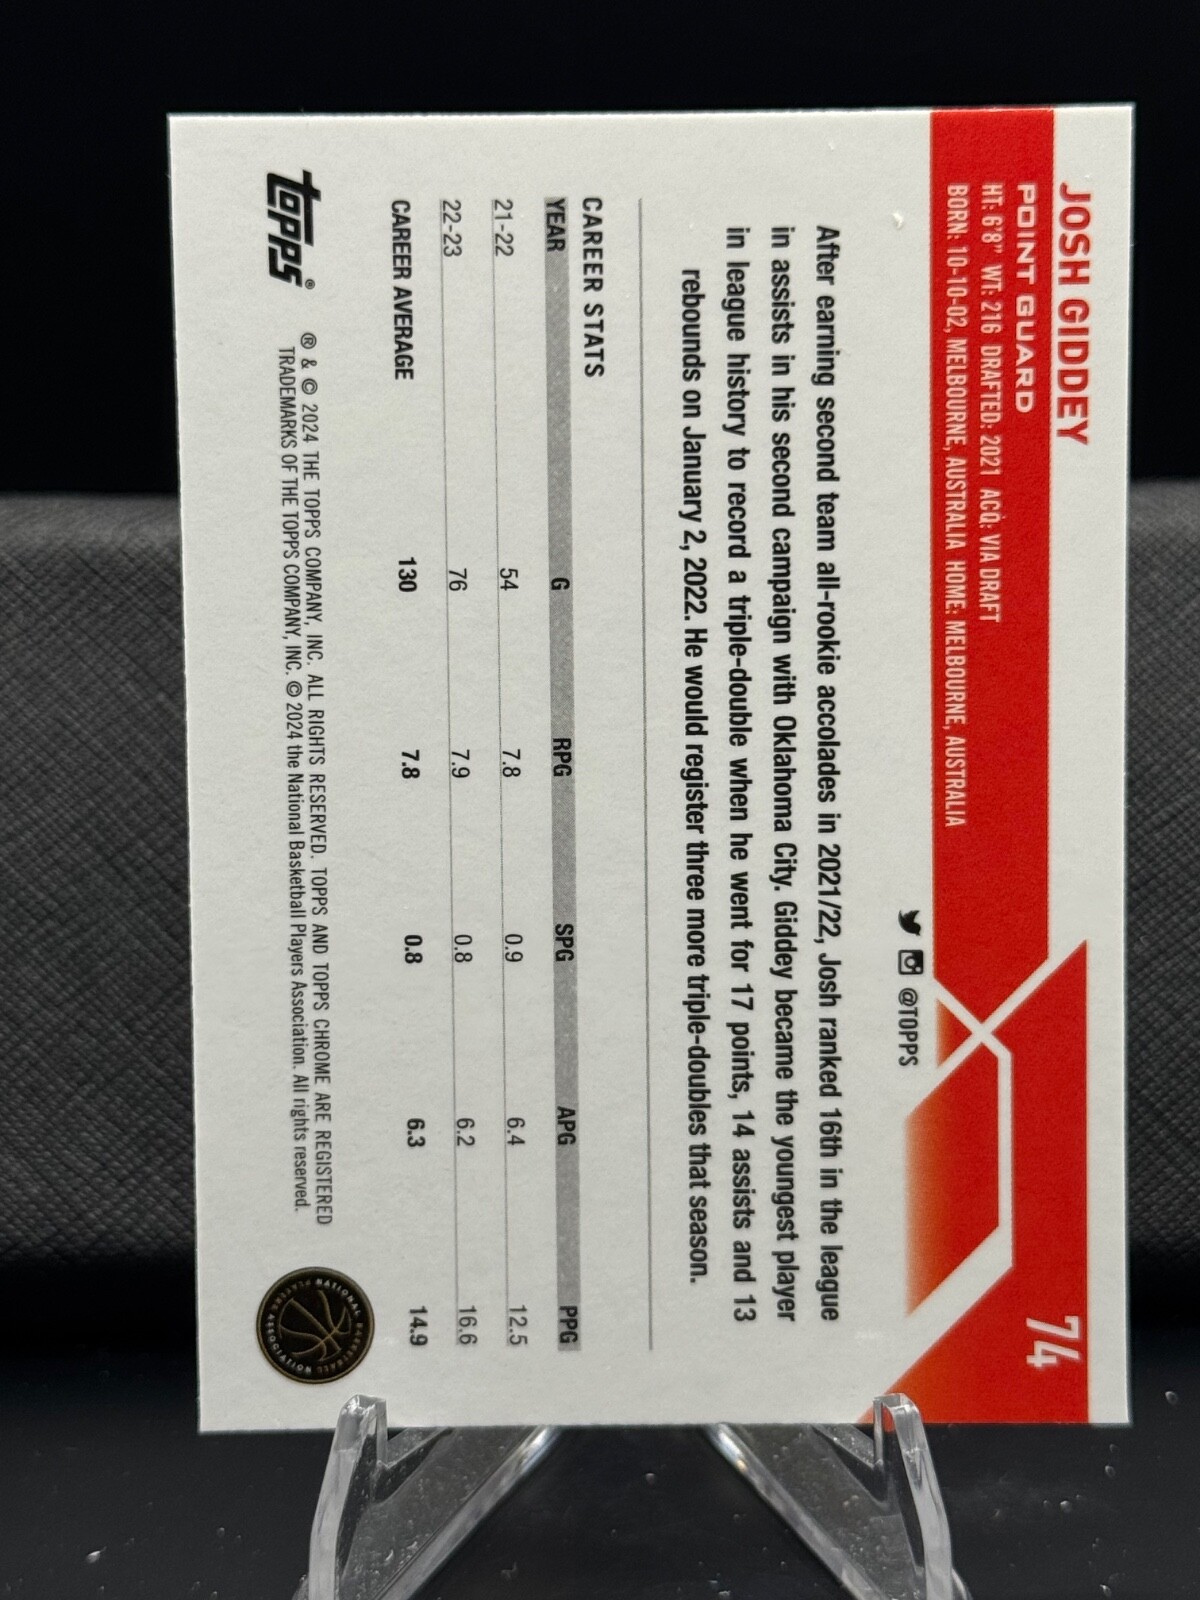 JOSH GIDDEY
74
POINT GUARD
HT: 6'8" WT: 216 DRAFTED: 2021 ACQ: VIA DRAFT
BORN: 10-10-02, MELBOURNE, AUSTRALIA HOME: MELBOURNE, AUSTRALIA
@TOPPS
After earning second team all-rookie accolades in 2021/22, Josh ranked 16th in the league
in assists in his second campaign with Oklahoma City. Giddey became the youngest player
in league history to record a triple-double when he went for 17 points, 14 assists and 13
rebounds on January 2, 2022. He would register three more triple-doubles that season.
CAREER STATS
YEAR G RPG SPG APG PPG
21-22 54 7.8 0.9 6.4 12.5
22-23 76 7.9 0.8 6.2 16.6
CAREER AVERAGE 130 7.8 0.8 6.3 14.9
topps®
® & © 2024 THE TOPPS COMPANY, INC. ALL RIGHTS RESERVED. TOPPS AND TOPPS CHROME ARE REGISTERED
TRADEMARKS OF THE TOPPS COMPANY, INC. © 2024 the National Basketball Players Association. All rights reserved.
NATIONAL BASKETBALL
PLAYERS ASSOCIATION